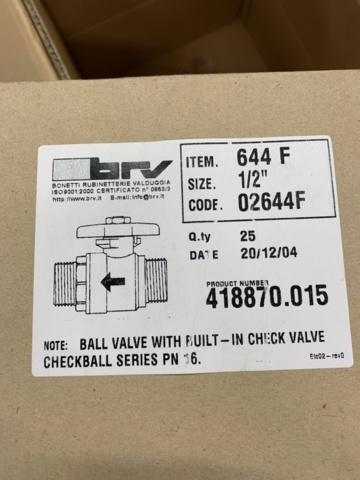 brv
BONETTI RUBINETTERIE VALDUGGIA
ISO9001:2000 CERTIFICATO n° 0863/3
http://www.brv.it E-mail: info@brv.it
ITEM. 644 F
SIZE. 1/2"
CODE. 02644F
Q.ty 25
DATE 20/12/04
PRODUCT NUMBER
418870.015
NOTE: BALL VALVE WITH BUILT-IN CHECK VALVE
CHECKBALL SERIES PN 16.
Etc02-rev0